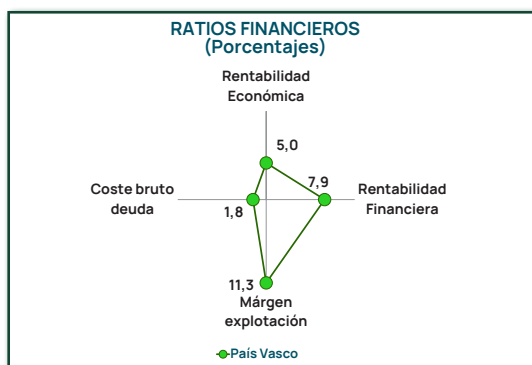 RATIOS FINANCIEROS
(Porcentajes)
Rentabilidad
Económica
5,0
7,9
Coste bruto
deuda
1,8
Rentabilidad
Financiera
11,3
Márgen
explotación
País Vasco